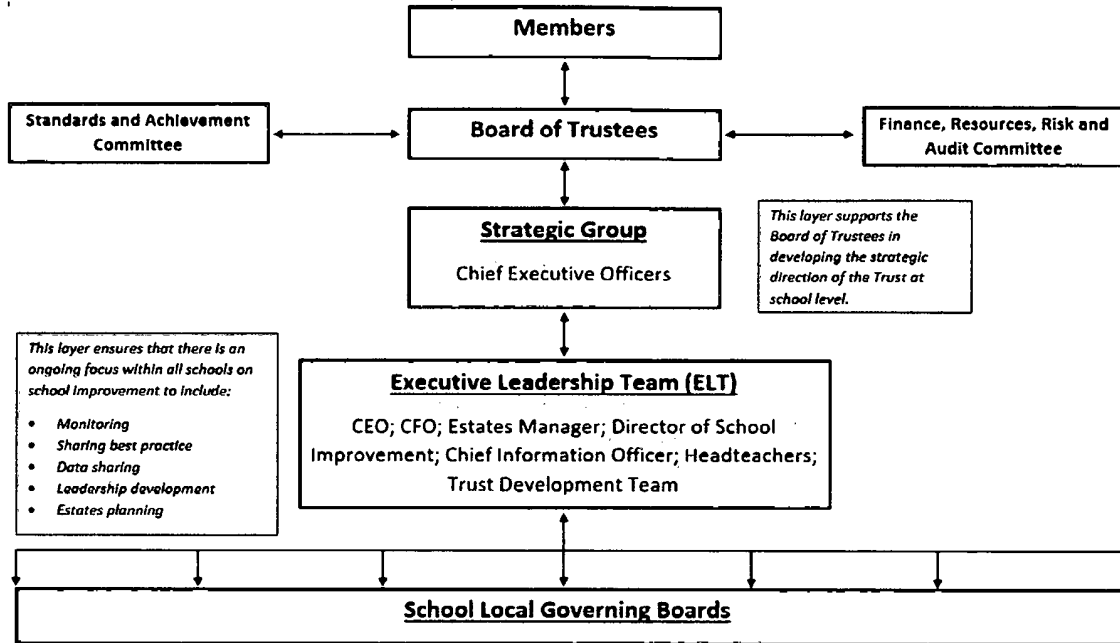 Members
Standards and Achievement
Committee
Board of Trustees
Finance, Resources, Risk and
Audit Committee
Strategic Group
Chief Executive Officers
This layer supports the
Board of Trustees in
developing the strategic
direction of the Trust at
school level.
This layer ensures that there is an
ongoing focus within all schools on
school improvement to include:
• Monitoring
• Sharing best practice
• Data sharing
• Leadership development
• Estates planning
Executive Leadership Team (ELT)
CEO; CFO; Estates Manager; Director of School
Improvement; Chief Information Officer; Headteachers;
Trust Development Team
School Local Governing Boards